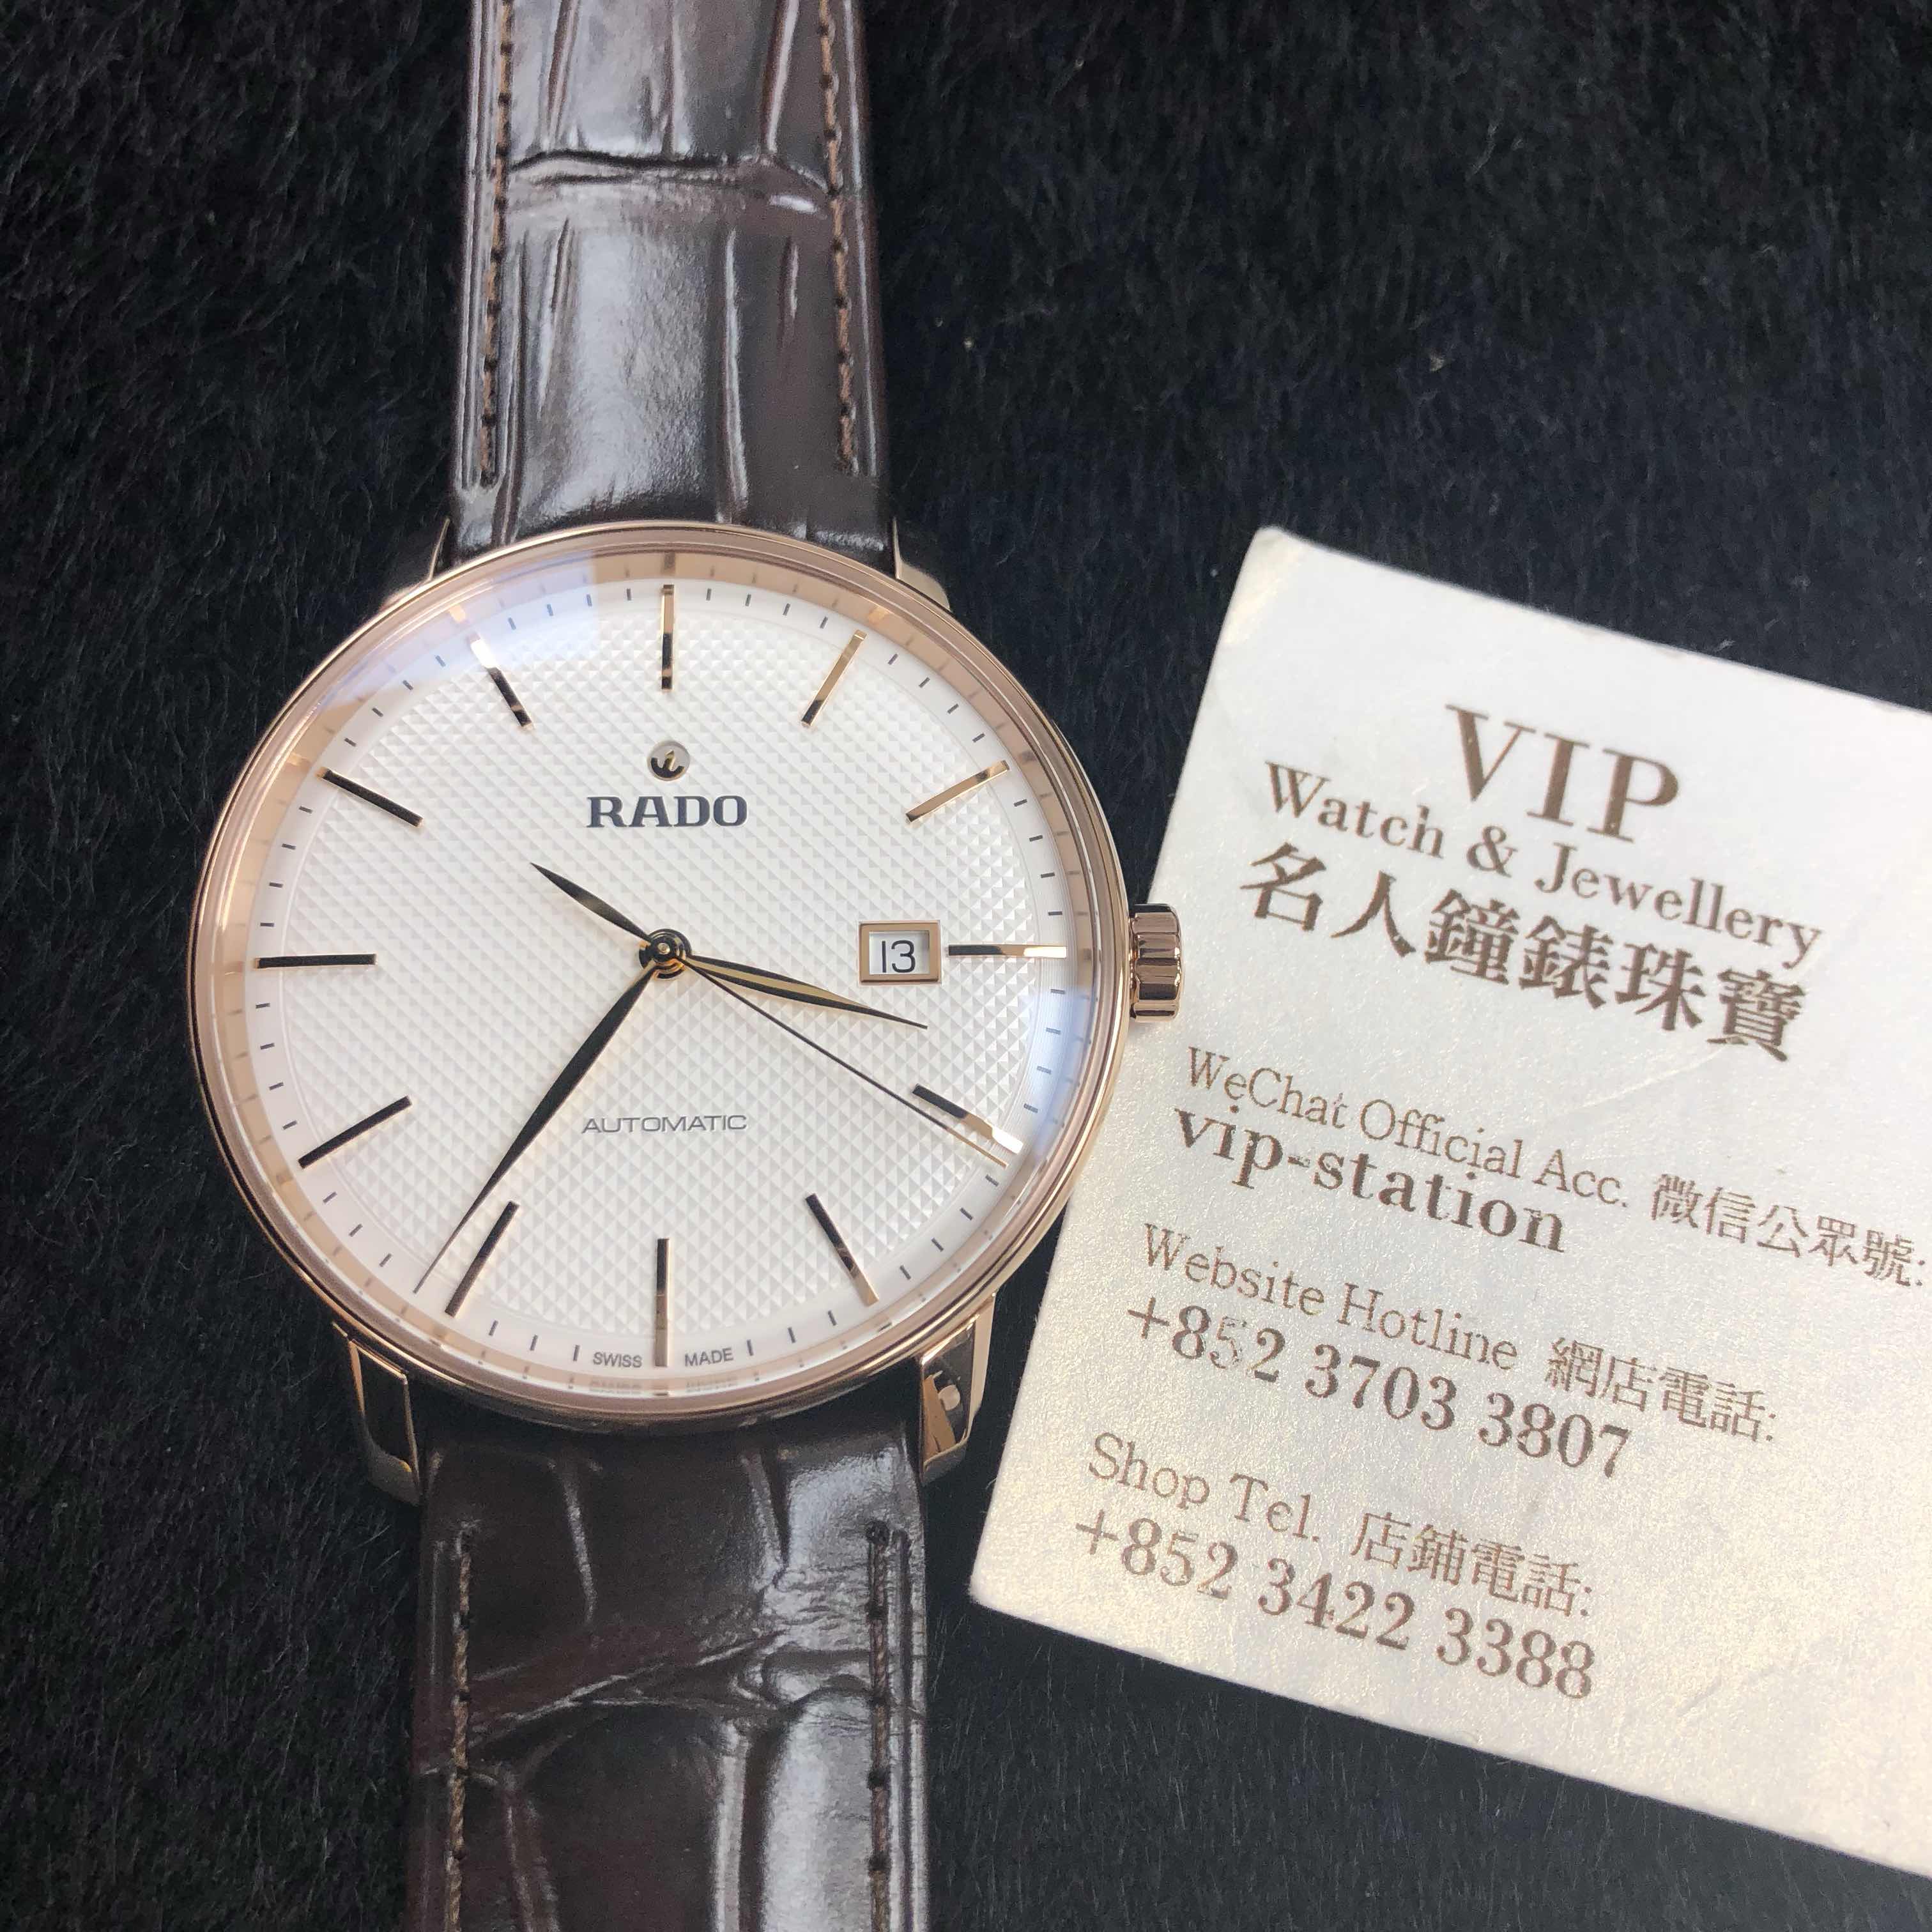 RADO
13
AUTOMATIC
SWISS MADE
VIP
Watch & Jewellery
名人鐘錶珠寶
WeChat Official Acc. 微信公眾號:
vip-station
Website Hotline 網店電話:
+852 3703 3807
Shop Tel. 店鋪電話:
+852 3422 3388